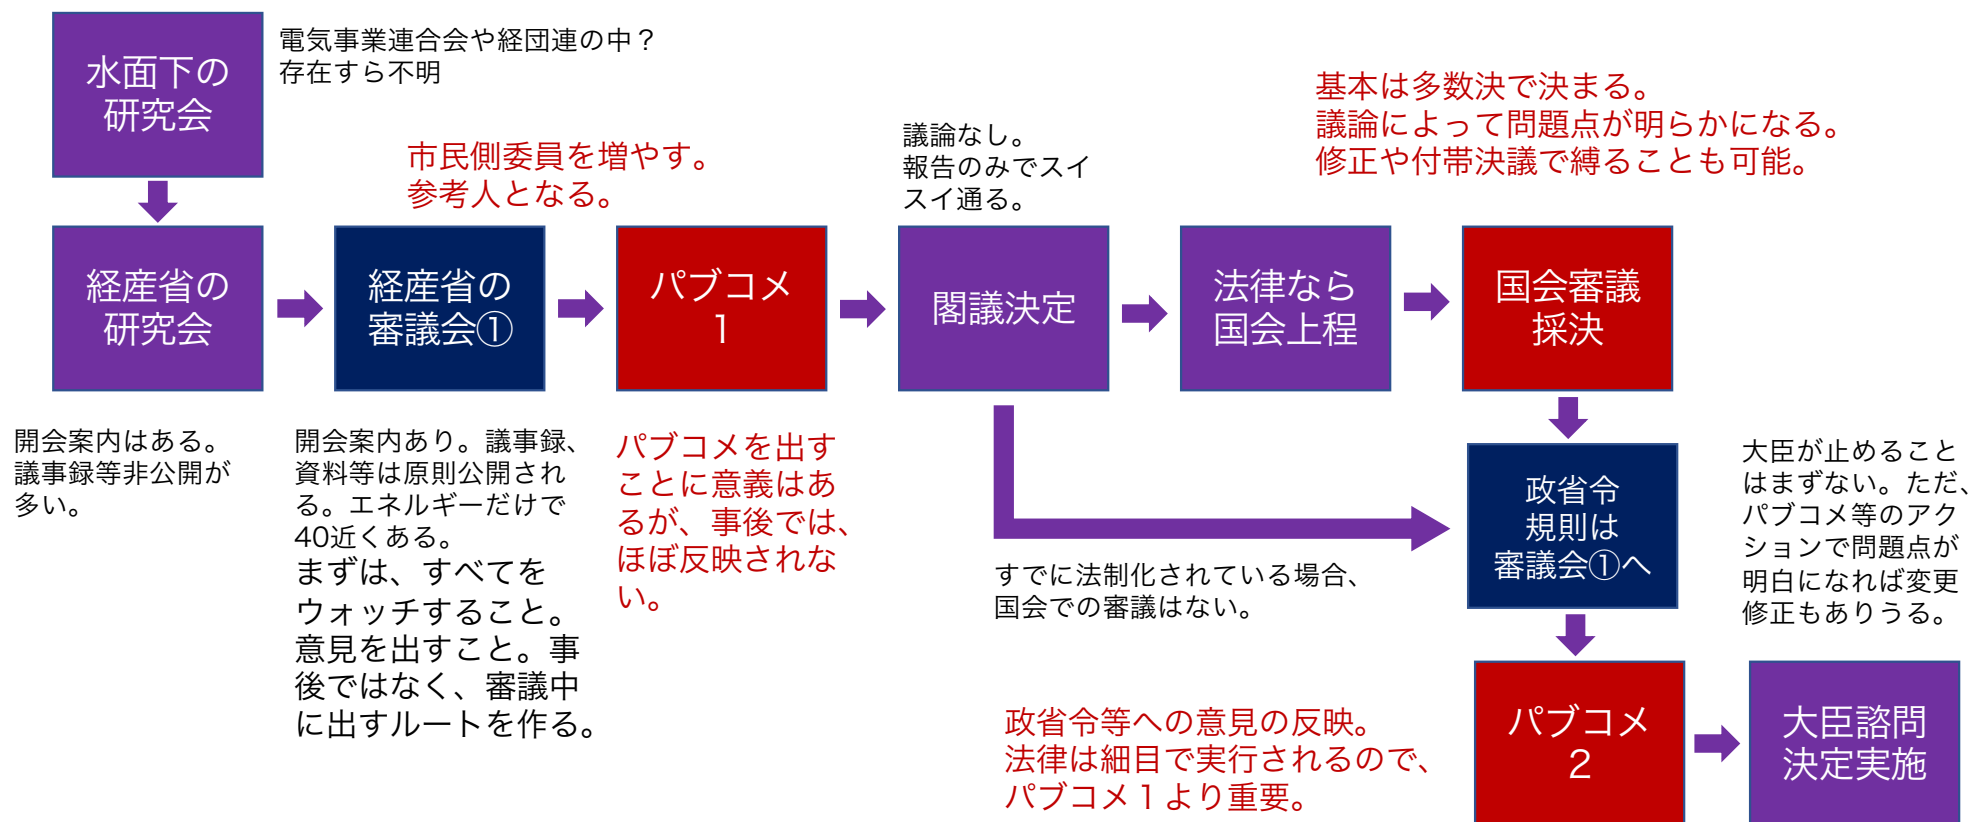 水面下の
研究会
電気事業連合会や経団連の中？
存在すら不明
市民側委員を増やす。
参考人となる。
議論なし。
報告のみでスイ
スイ通る。
基本は多数決で決まる。
議論によって問題点が明らかになる。
修正や付帯決議で縛ることも可能。
経産省の
研究会
経産省の
審議会①
パブコメ
1
閣議決定
法律なら
国会上程
国会審議
採決
開会案内はある。
議事録等非公開が
多い。
開会案内あり。議事録、
資料等は原則公開され
る。エネルギーだけで
40近くある。
まずは、すべてを
ウォッチすること。
意見を出すこと。事
後ではなく、審議中
に出すルートを作る。
パブコメを出す
ことに意義はあ
るが、事後では、
ほぼ反映されな
い。
すでに法制化されている場合、
国会での審議はない。
政省令
規則は
審議会①へ
大臣が止めること
はまずない。ただ、
パブコメ等のアク
ションで問題点が
明白になれば変更
修正もありうる。
政省令等への意見の反映。
法律は細目で実行されるので、
パブコメ１より重要。
パブコメ
2
大臣諮問
決定実施